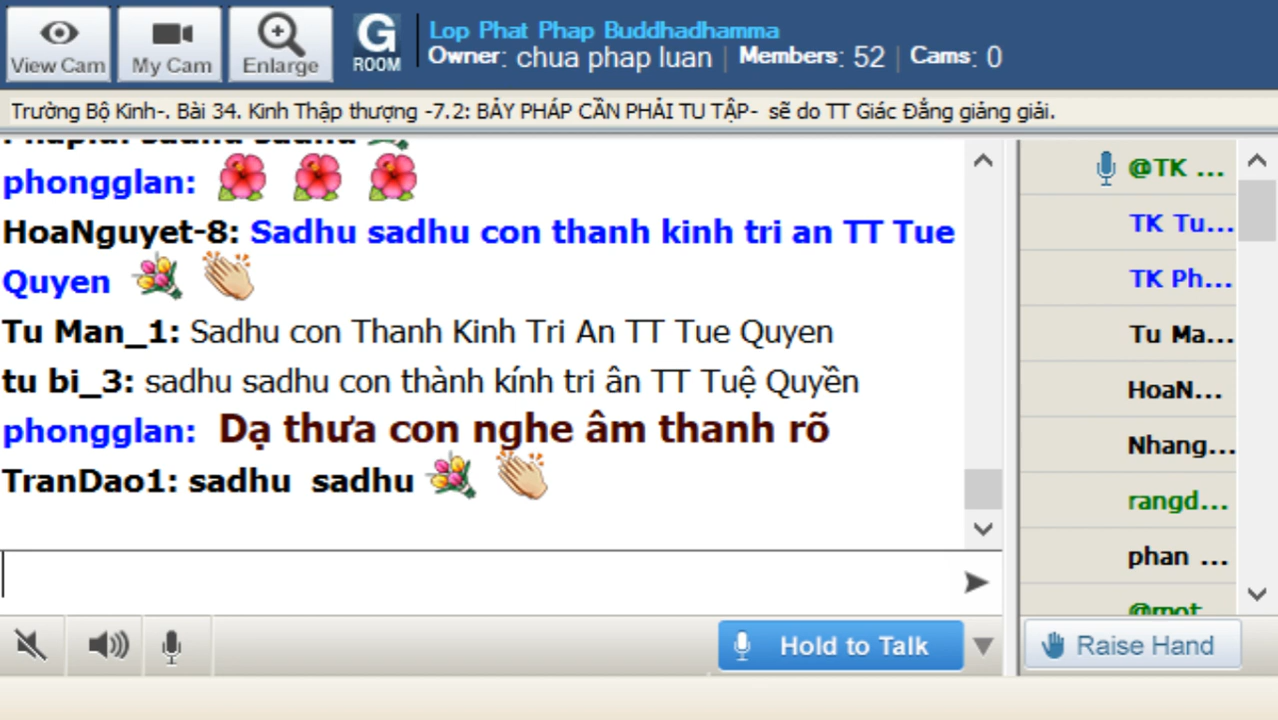 View Cam
My Cam
Enlarge
G
ROOM
Lop Phat Phap Buddhadhamma
Owner: chua phap luan | Members: 52 | Cams: 0
Trường Bộ Kinh-. Bài 34. Kinh Thập thượng -7.2: BẢY PHÁP CẦN PHẢI TU TẬP- sẽ do TT Giác Đẳng giảng giải.
phongglan:
HoaNguyet-8: Sadhu sadhu con thanh kinh tri an TT Tue
Quyen
Tu Man_1: Sadhu con Thanh Kinh Tri An TT Tue Quyen
tu bi_3: sadhu sadhu con thành kính tri ân TT Tuệ Quyền
phongglan: Dạ thưa con nghe âm thanh rõ
TranDao1: sadhu sadhu
@TK ...
TK Tu...
TK Ph...
Tu Ma...
HoaN...
Nhang...
rangd...
phan ...
Hold to Talk
Raise Hand